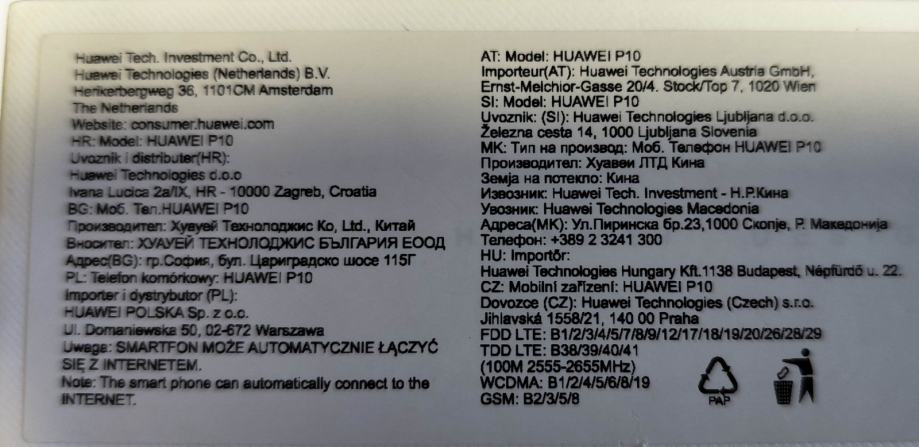 Huawei Tech. Investment Co., Ltd.
Huawei Technologies (Netherlands) B.V.
Herikerbergweg 36, 1101CM Amsterdam
The Netherlands
Website: consumer.huawei.com
HR: Model: HUAWEI P10
Uvoznik i distributer(HR):
Huawei Technologies d.o.o
Ivana Lucica 2a/IX, HR - 10000 Zagreb, Croatia
BG: Моб. Тел.HUAWEI P10
Производител: Хуауей Технолоджис Ко, Ltd., Китай
Вносител: ХУАУЕЙ ТЕХНОЛОДЖИС БЪЛГАРИЯ ЕООД
Адрес(BG): гр.София, бул. Цариградско шосе 115Г
PL: Telefon komórkowy: HUAWEI P10
Importer i dystrybutor (PL):
HUAWEI POLSKA Sp. z o.o.
Ul. Domaniewska 50, 02-672 Warszawa
Uwaga: SMARTFON MOŻE AUTOMATYCZNIE ŁĄCZYĆ
SIĘ Z INTERNETEM.
Note: The smart phone can automatically connect to the
INTERNET.
AT: Model: HUAWEI P10
Importeur(AT): Huawei Technologies Austria GmbH,
Ernst-Melchior-Gasse 20/4. Stock/Top 7, 1020 Wien
SI: Model: HUAWEI P10
Uvoznik: (SI): Huawei Technologies Ljubljana d.o.o.
Železna cesta 14, 1000 Ljubljana Slovenia
MK: Тип на производ: Моб. Телефон HUAWEI P10
Производител: Хуавеи ЛТД Кина
Земја на потекло: Кина
Извозник: Huawei Tech. Investment - Н.Р.Кина
Увозник: Huawei Technologies Macedonia
Адреса(МК): Ул.Пиринска бр.23,1000 Скопје, Р. Македонија
Телефон: +389 2 3241 300
HU: Importőr:
Huawei Technologies Hungary Kft.1138 Budapest, Népfürdő u. 22.
CZ: Mobilní zařízení: HUAWEI P10
Dovozce (CZ): Huawei Technologies (Czech) s.r.o.
Jihlavská 1558/21, 140 00 Praha
FDD LTE: B1/2/3/4/5/7/8/9/12/17/18/19/20/26/28/29
TDD LTE: B38/39/40/41
(100M 2555-2655MHz)
WCDMA: B1/2/4/5/6/8/19
GSM: B2/3/5/8
PAP